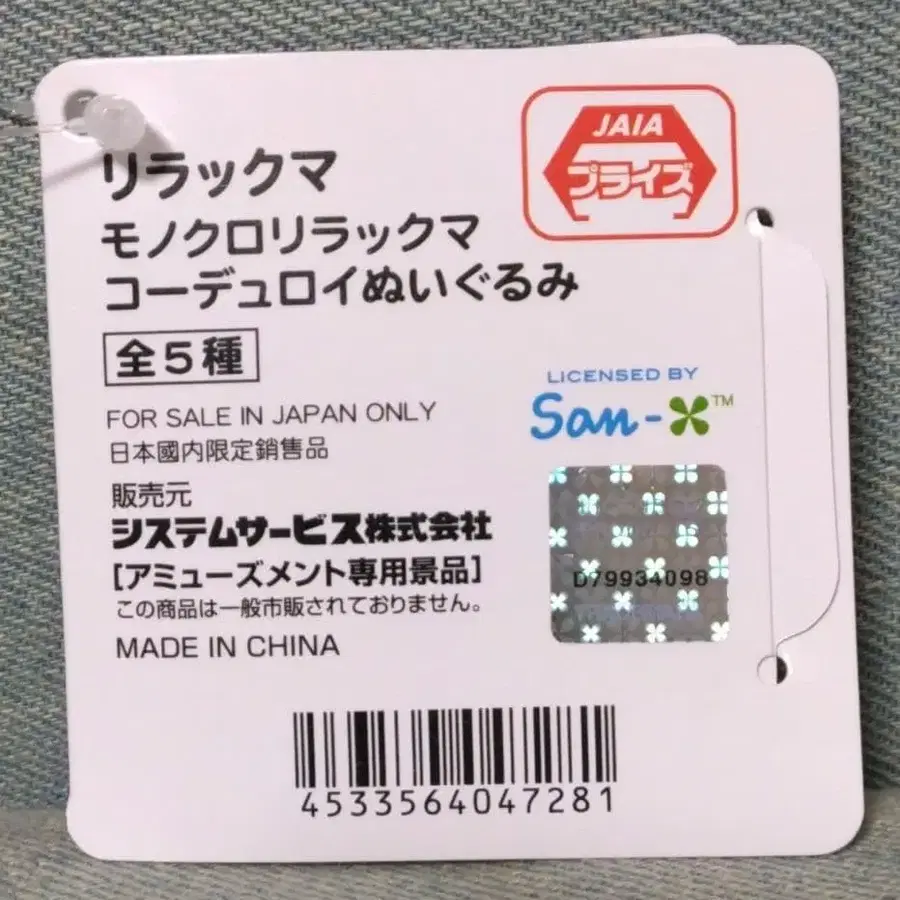 JAIA
プライズ
リラックマ
モノクロリラックマ
コーデュロイぬいぐるみ
全5種
FOR SALE IN JAPAN ONLY
日本國内限定銷售品
LICENSED BY
San-X™
販売元
システムサービス株式会社
[アミューズメント専用景品]
この商品は一般市販されておりません。
MADE IN CHINA
D79934098
4533564047281